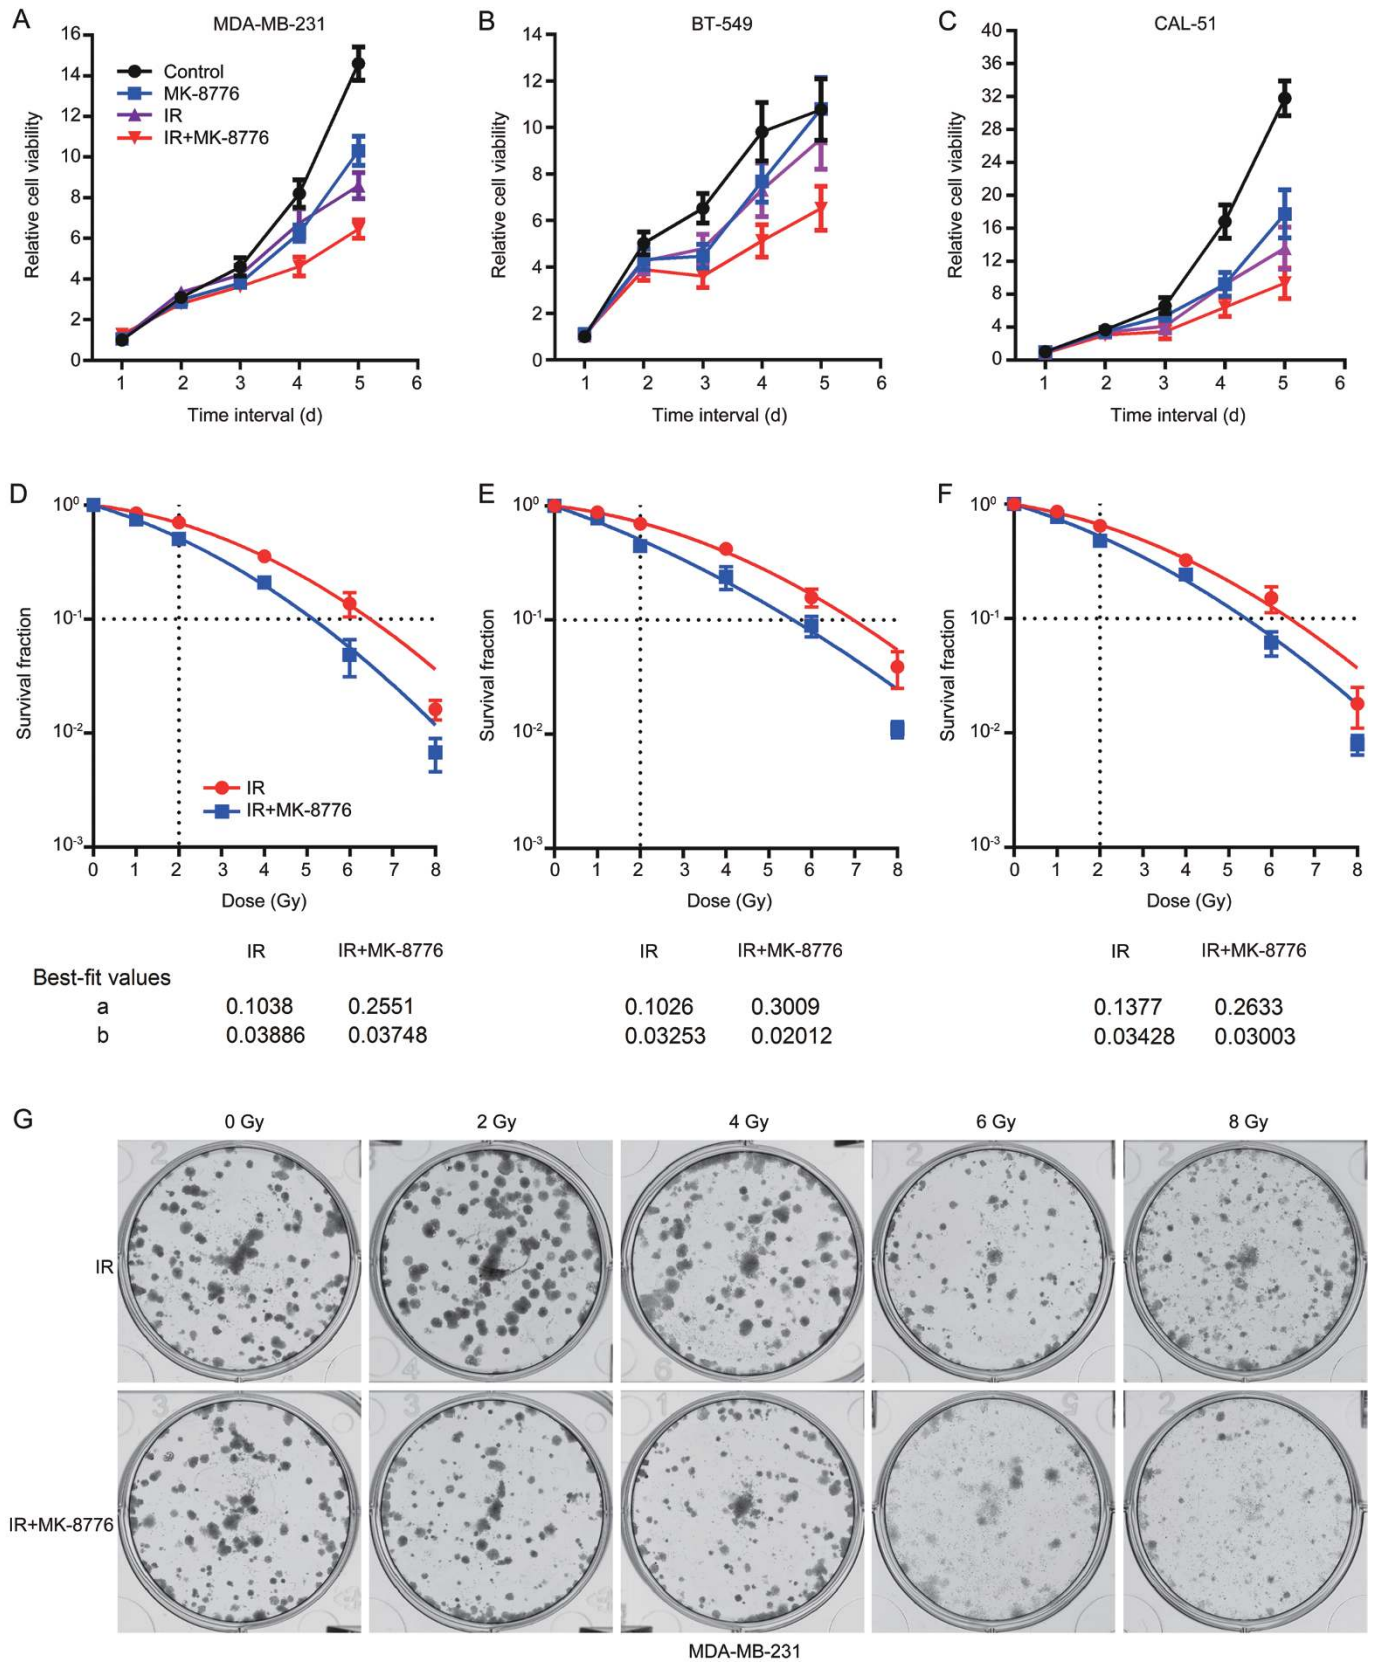 A MDA-MB-231
B BT-549
C CAL-51
Relative cell viability
16
14
12
10
8
6
4
2
0
Control
MK-8776
IR
IR+MK-8776
1 2 3 4 5 6
Time interval (d)
Relative cell viability
14
12
10
8
6
4
2
0
1 2 3 4 5 6
Time interval (d)
Relative cell viability
40
36
32
28
24
20
16
12
8
4
0
1 2 3 4 5 6
Time interval (d)
D
Survival fraction
10⁰
10⁻¹
10⁻²
10⁻³
IR
IR+MK-8776
0 1 2 3 4 5 6 7 8
Dose (Gy)
E
Survival fraction
10⁰
10⁻¹
10⁻²
10⁻³
0 1 2 3 4 5 6 7 8
Dose (Gy)
F
Survival fraction
10⁰
10⁻¹
10⁻²
10⁻³
0 1 2 3 4 5 6 7 8
Dose (Gy)
IR IR+MK-8776 IR IR+MK-8776 IR IR+MK-8776
Best-fit values
a 0.1038 0.2551 0.1026 0.3009 0.1377 0.2633
b 0.03886 0.03748 0.03253 0.02012 0.03428 0.03003
G 0 Gy 2 Gy 4 Gy 6 Gy 8 Gy
IR
2
4
6
2
2
IR+MK-8776
3
3
1
5
2
MDA-MB-231